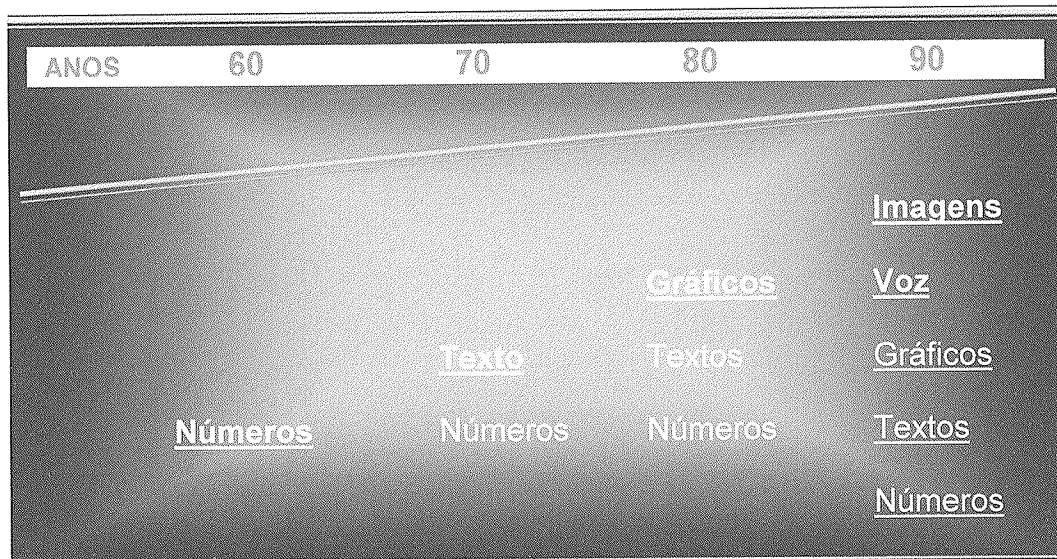 ANOS 60 70 80 90
Imagens
Gráficos Voz
Texto Textos Gráficos
Números Números Números Textos
Números